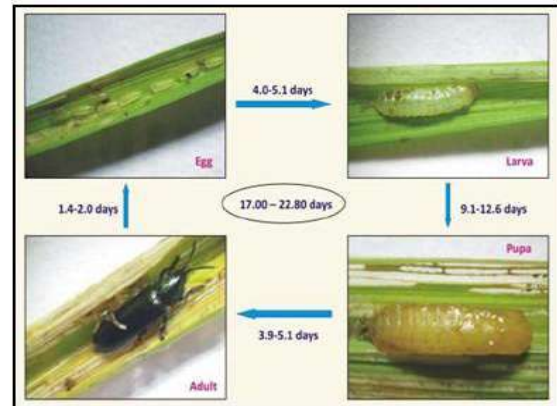 4.0-5.1 days
Egg
Larva
1.4-2.0 days
17.00 – 22.80 days
9.1-12.6 days
Pupa
3.9-5.1 days
Adult